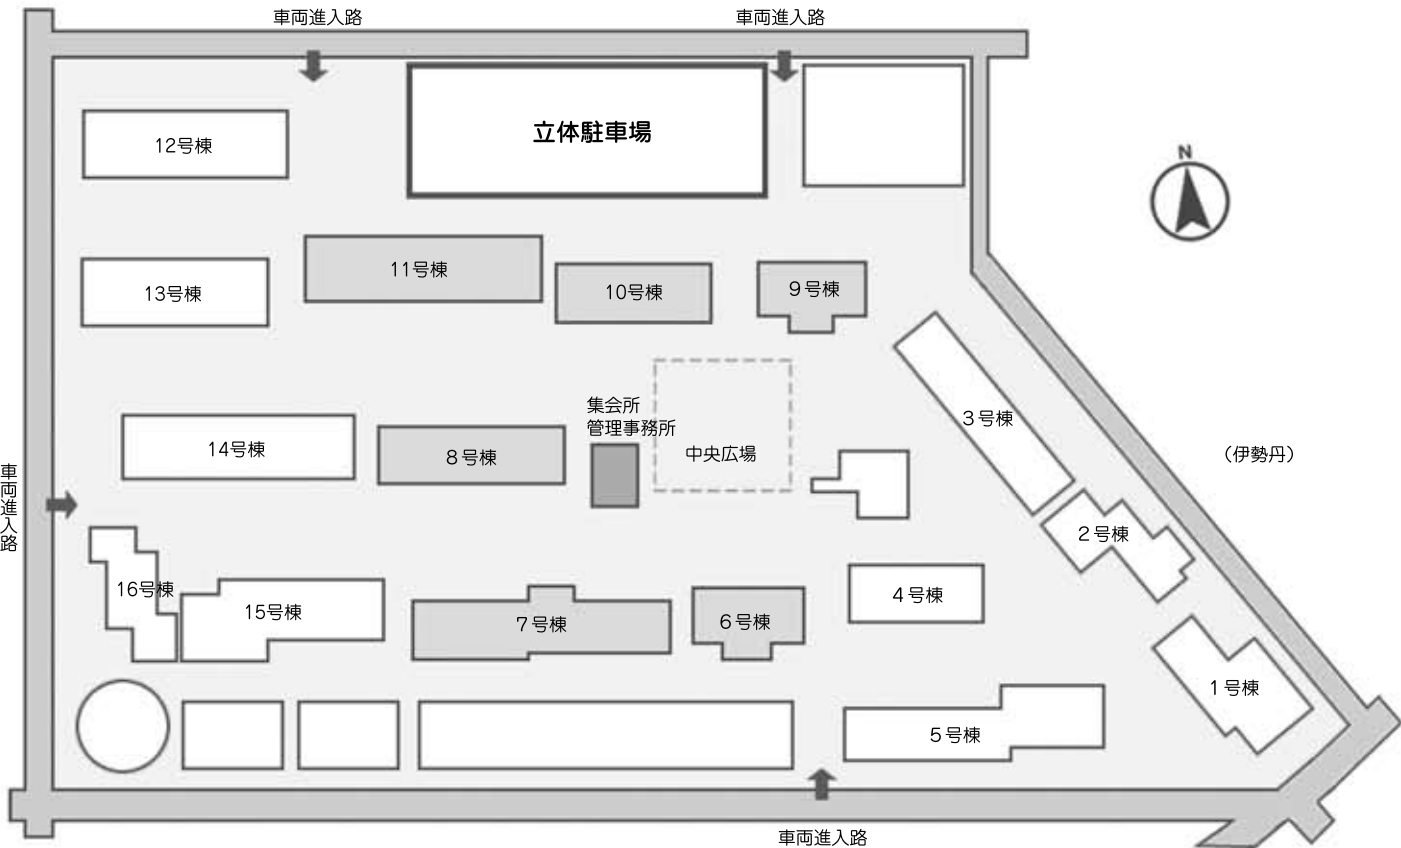 車両進入路
車両進入路
立体駐車場
12号棟
N
11号棟
10号棟
9号棟
13号棟
集会所
管理事務所
3号棟
14号棟
8号棟
中央広場
（伊勢丹）
車両進入路
2号棟
16号棟
15号棟
7号棟
6号棟
4号棟
1号棟
5号棟
車両進入路